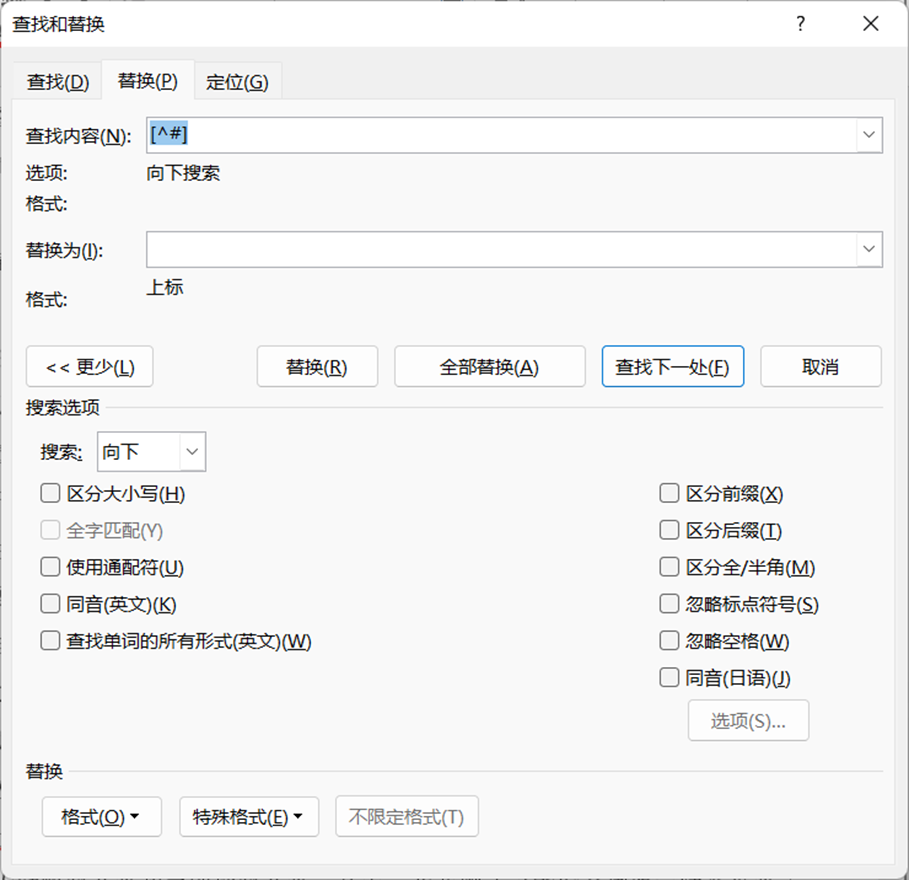 查找和替换 ?
查找(D) 替换(P) 定位(G)
查找内容(N): [^#]
选项: 向下搜索
格式:
替换为(I):
格式: 上标
<< 更少(L) 替换(R) 全部替换(A) 查找下一处(F) 取消
搜索选项
搜索: 向下
区分大小写(H) 区分前缀(X)
全字匹配(Y) 区分后缀(T)
使用通配符(U) 区分全/半角(M)
同音(英文)(K) 忽略标点符号(S)
查找单词的所有形式(英文)(W) 忽略空格(W)
同音(日语)(J)
选项(S)...
替换
格式(O) 特殊格式(E) 不限定格式(T)